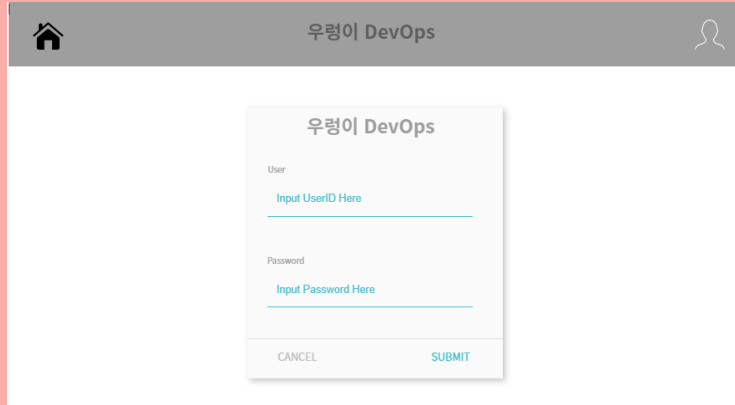 우렁이 DevOps
우렁이 DevOps
User
Input UserID Here
Password
Input Password Here
CANCEL SUBMIT